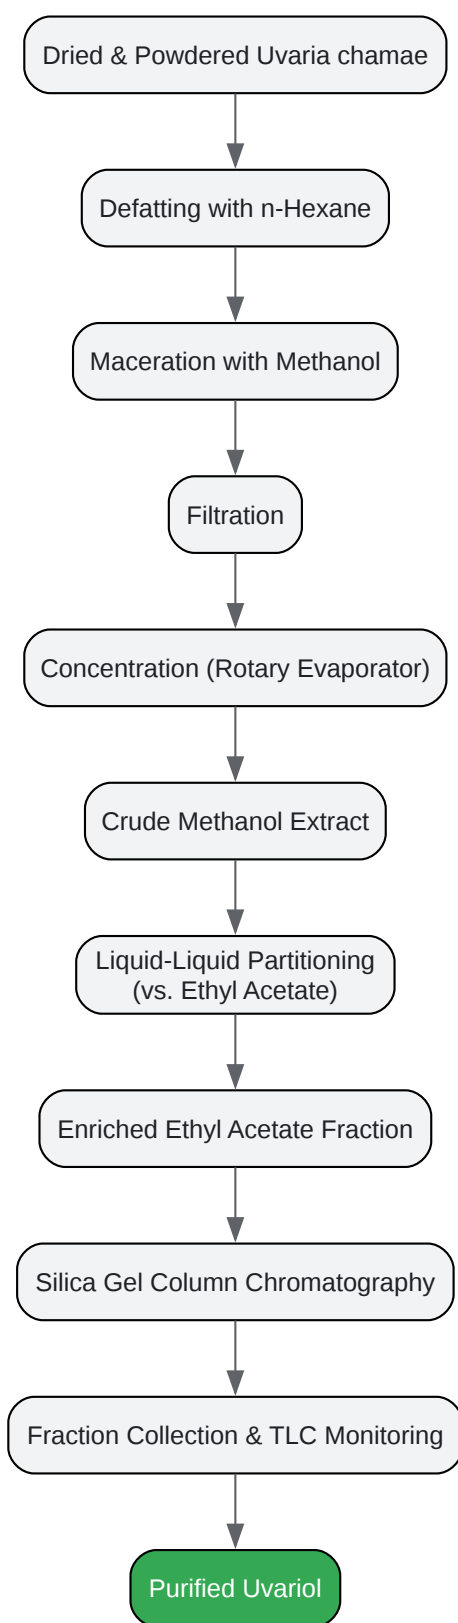 Dried & Powdered Uvaria chamae
Defatting with n-Hexane
Maceration with Methanol
Filtration
Concentration (Rotary Evaporator)
Crude Methanol Extract
Liquid-Liquid Partitioning
(vs. Ethyl Acetate)
Enriched Ethyl Acetate Fraction
Silica Gel Column Chromatography
Fraction Collection & TLC Monitoring
Purified Uvariol